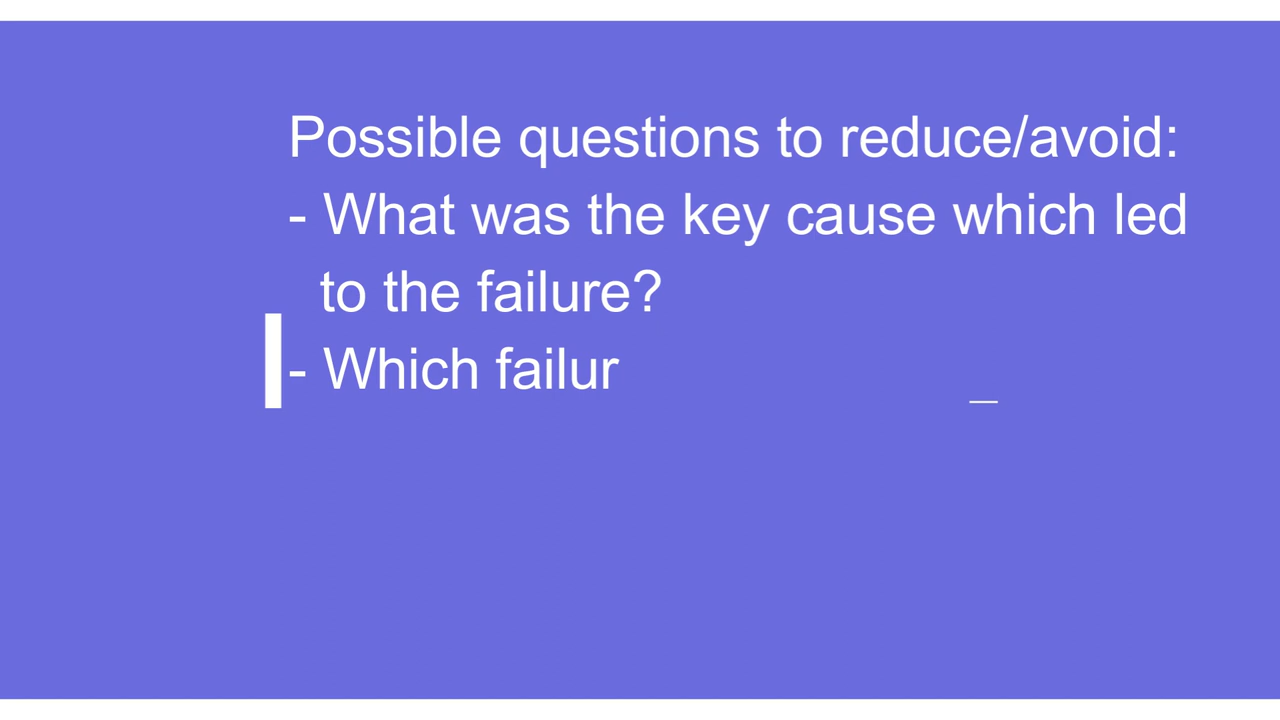 Possible questions to reduce/avoid:
- What was the key cause which led
to the failure?
- Which failur